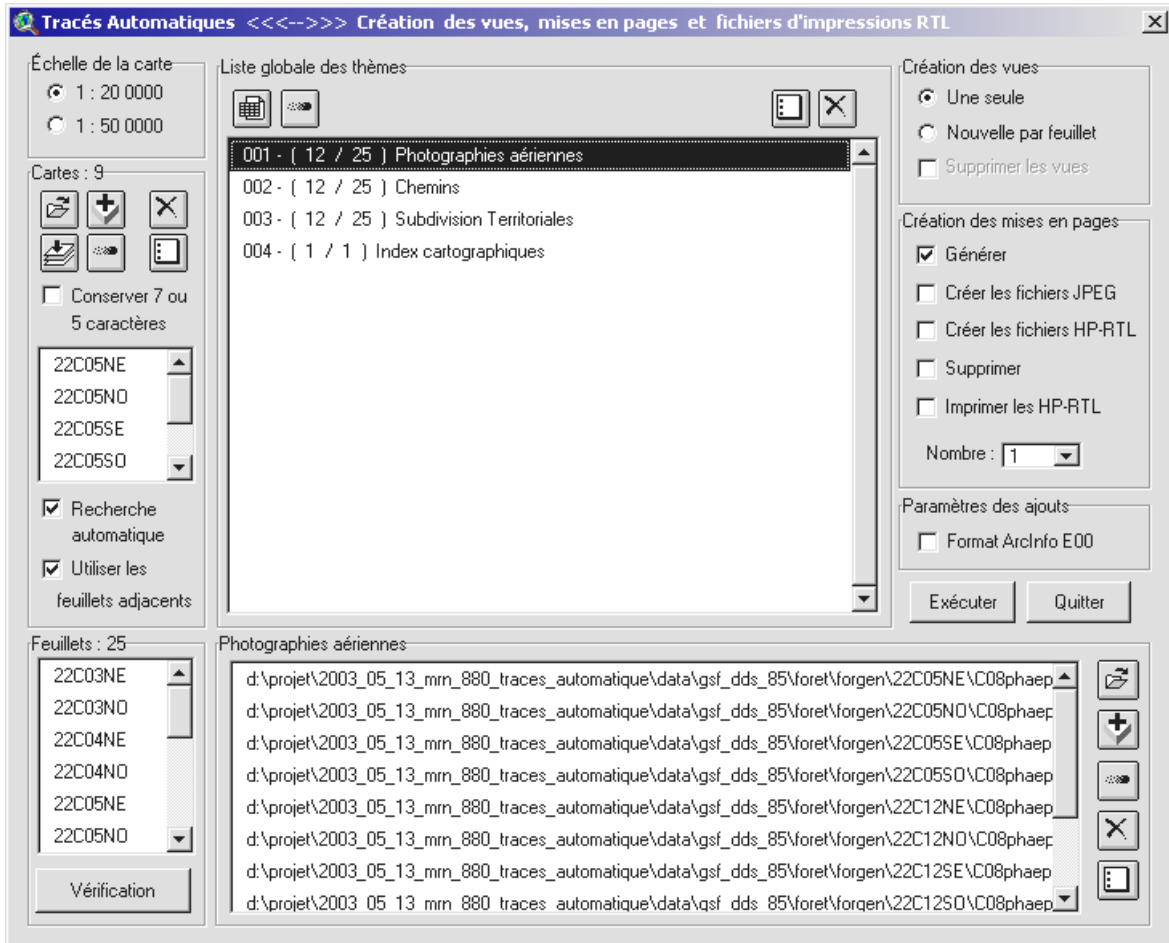 Tracés Automatiques <<<-->>> Création des vues, mises en pages et fichiers d'impressions RTL
Échelle de la carte
1 : 20 0000
1 : 50 0000
Cartes : 9
Conserver 7 ou
5 caractères
22C05NE
22C05NO
22C05SE
22C05SO
Recherche
automatique
Utiliser les
feuillets adjacents
Liste globale des thèmes
001 - ( 12 / 25 ) Photographies aériennes
002 - ( 12 / 25 ) Chemins
003 - ( 12 / 25 ) Subdivision Territoriales
004 - ( 1 / 1 ) Index cartographiques
Création des vues
Une seule
Nouvelle par feuillet
Supprimer les vues
Création des mises en pages
Générer
Créer les fichiers JPEG
Créer les fichiers HP-RTL
Supprimer
Imprimer les HP-RTL
Nombre : 1
Paramètres des ajouts
Format ArcInfo E00
Exécuter
Quitter
Feuillets : 25
22C03NE
22C03NO
22C04NE
22C04NO
22C05NE
22C05NO
Vérification
Photographies aériennes
d:\projet\2003_05_13_mrn_880_traces_automatique\data\gsf_dds_85\foret\forgen\22C05NE\C08phaep
d:\projet\2003_05_13_mrn_880_traces_automatique\data\gsf_dds_85\foret\forgen\22C05NO\C08phaep
d:\projet\2003_05_13_mrn_880_traces_automatique\data\gsf_dds_85\foret\forgen\22C05SE\C08phaep
d:\projet\2003_05_13_mrn_880_traces_automatique\data\gsf_dds_85\foret\forgen\22C05SO\C08phaep
d:\projet\2003_05_13_mrn_880_traces_automatique\data\gsf_dds_85\foret\forgen\22C12NE\C08phaep
d:\projet\2003_05_13_mrn_880_traces_automatique\data\gsf_dds_85\foret\forgen\22C12NO\C08phaep
d:\projet\2003_05_13_mrn_880_traces_automatique\data\gsf_dds_85\foret\forgen\22C12SE\C08phaep
d:\projet\2003_05_13_mrn_880_traces_automatique\data\gsf_dds_85\foret\forgen\22C12SO\C08phaep